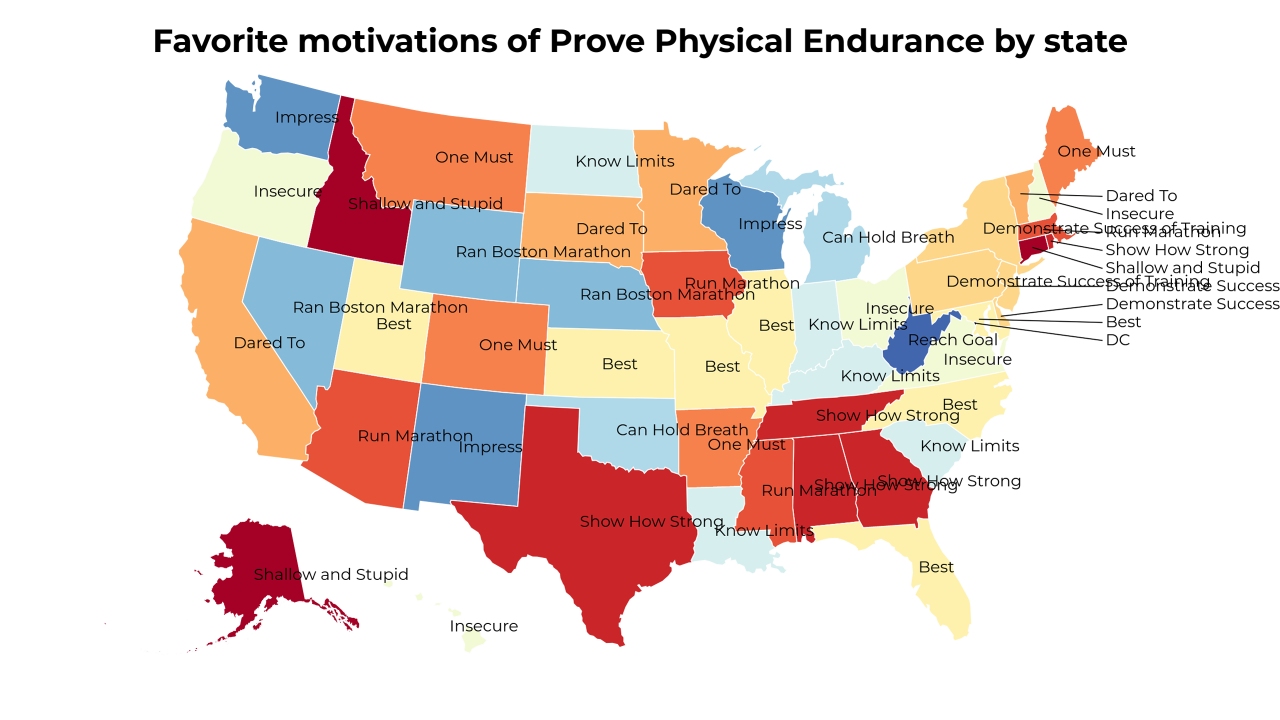 Favorite motivations of Prove Physical Endurance by state
Impress
One Must
One Must
Know Limits
Dared To
Insecure
Dared To
Insecure
Shallow and Stupid
Dared To
Impress
Demonstrate Success of Training
Run Marathon
Can Hold Breath
Ran Boston Marathon
Show How Strong
Shallow and Stupid
Run Marathon
Demonstrate Success of Training
Demonstrate Success
Ran Boston Marathon
Demonstrate Success
Ran Boston Marathon
Insecure
Best
Know Limits
Best
Best
DC
Dared To
One Must
Reach Goal
Insecure
Best
Best
Know Limits
Best
Show How Strong
Can Hold Breath
Run Marathon
Impress
One Must
Know Limits
Show How Strong
Show How Strong
Run Marathon
Show How Strong
Know Limits
Best
Shallow and Stupid
Insecure